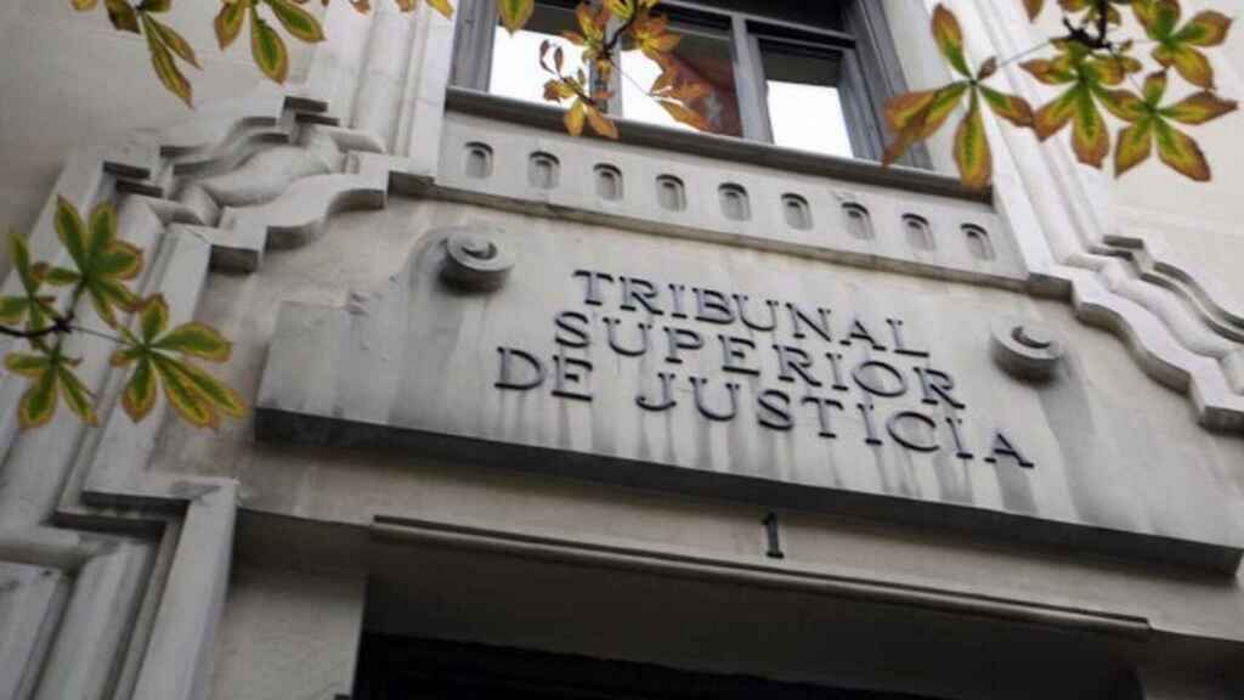 TRIBUNAL
SUPERIOR
DE JUSTICIA
1